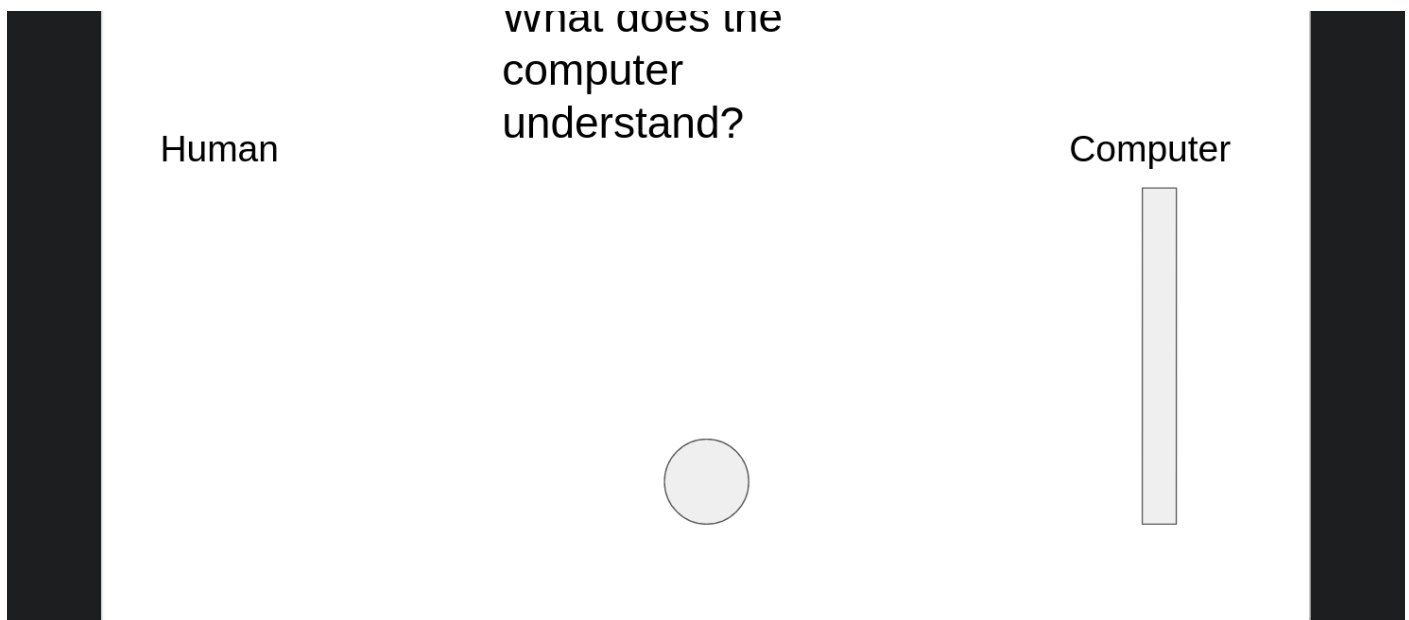 What does the
computer
understand?
Human
Computer